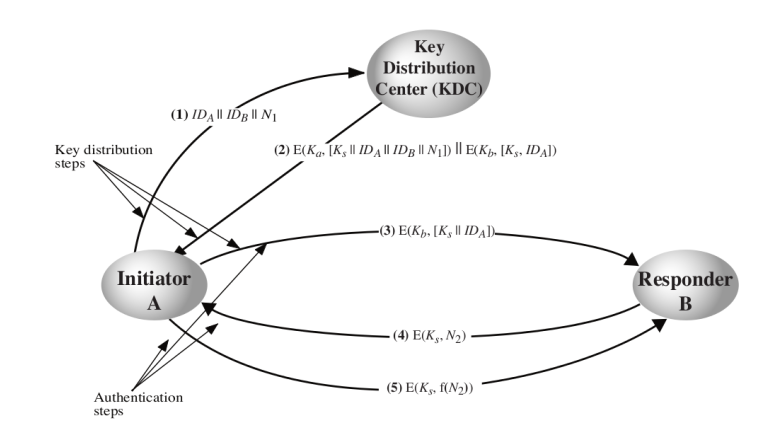 Key
Distribution
Center (KDC)
(1) ID_A || ID_B || N_1
(2) E(K_a, [K_s || ID_A || ID_B || N_1]) || E(K_b, [K_s, ID_A])
Key distribution
steps
(3) E(K_b, [K_s || ID_A])
Initiator
A
Responder
B
(4) E(K_s, N_2)
(5) E(K_s, f(N_2))
Authentication
steps